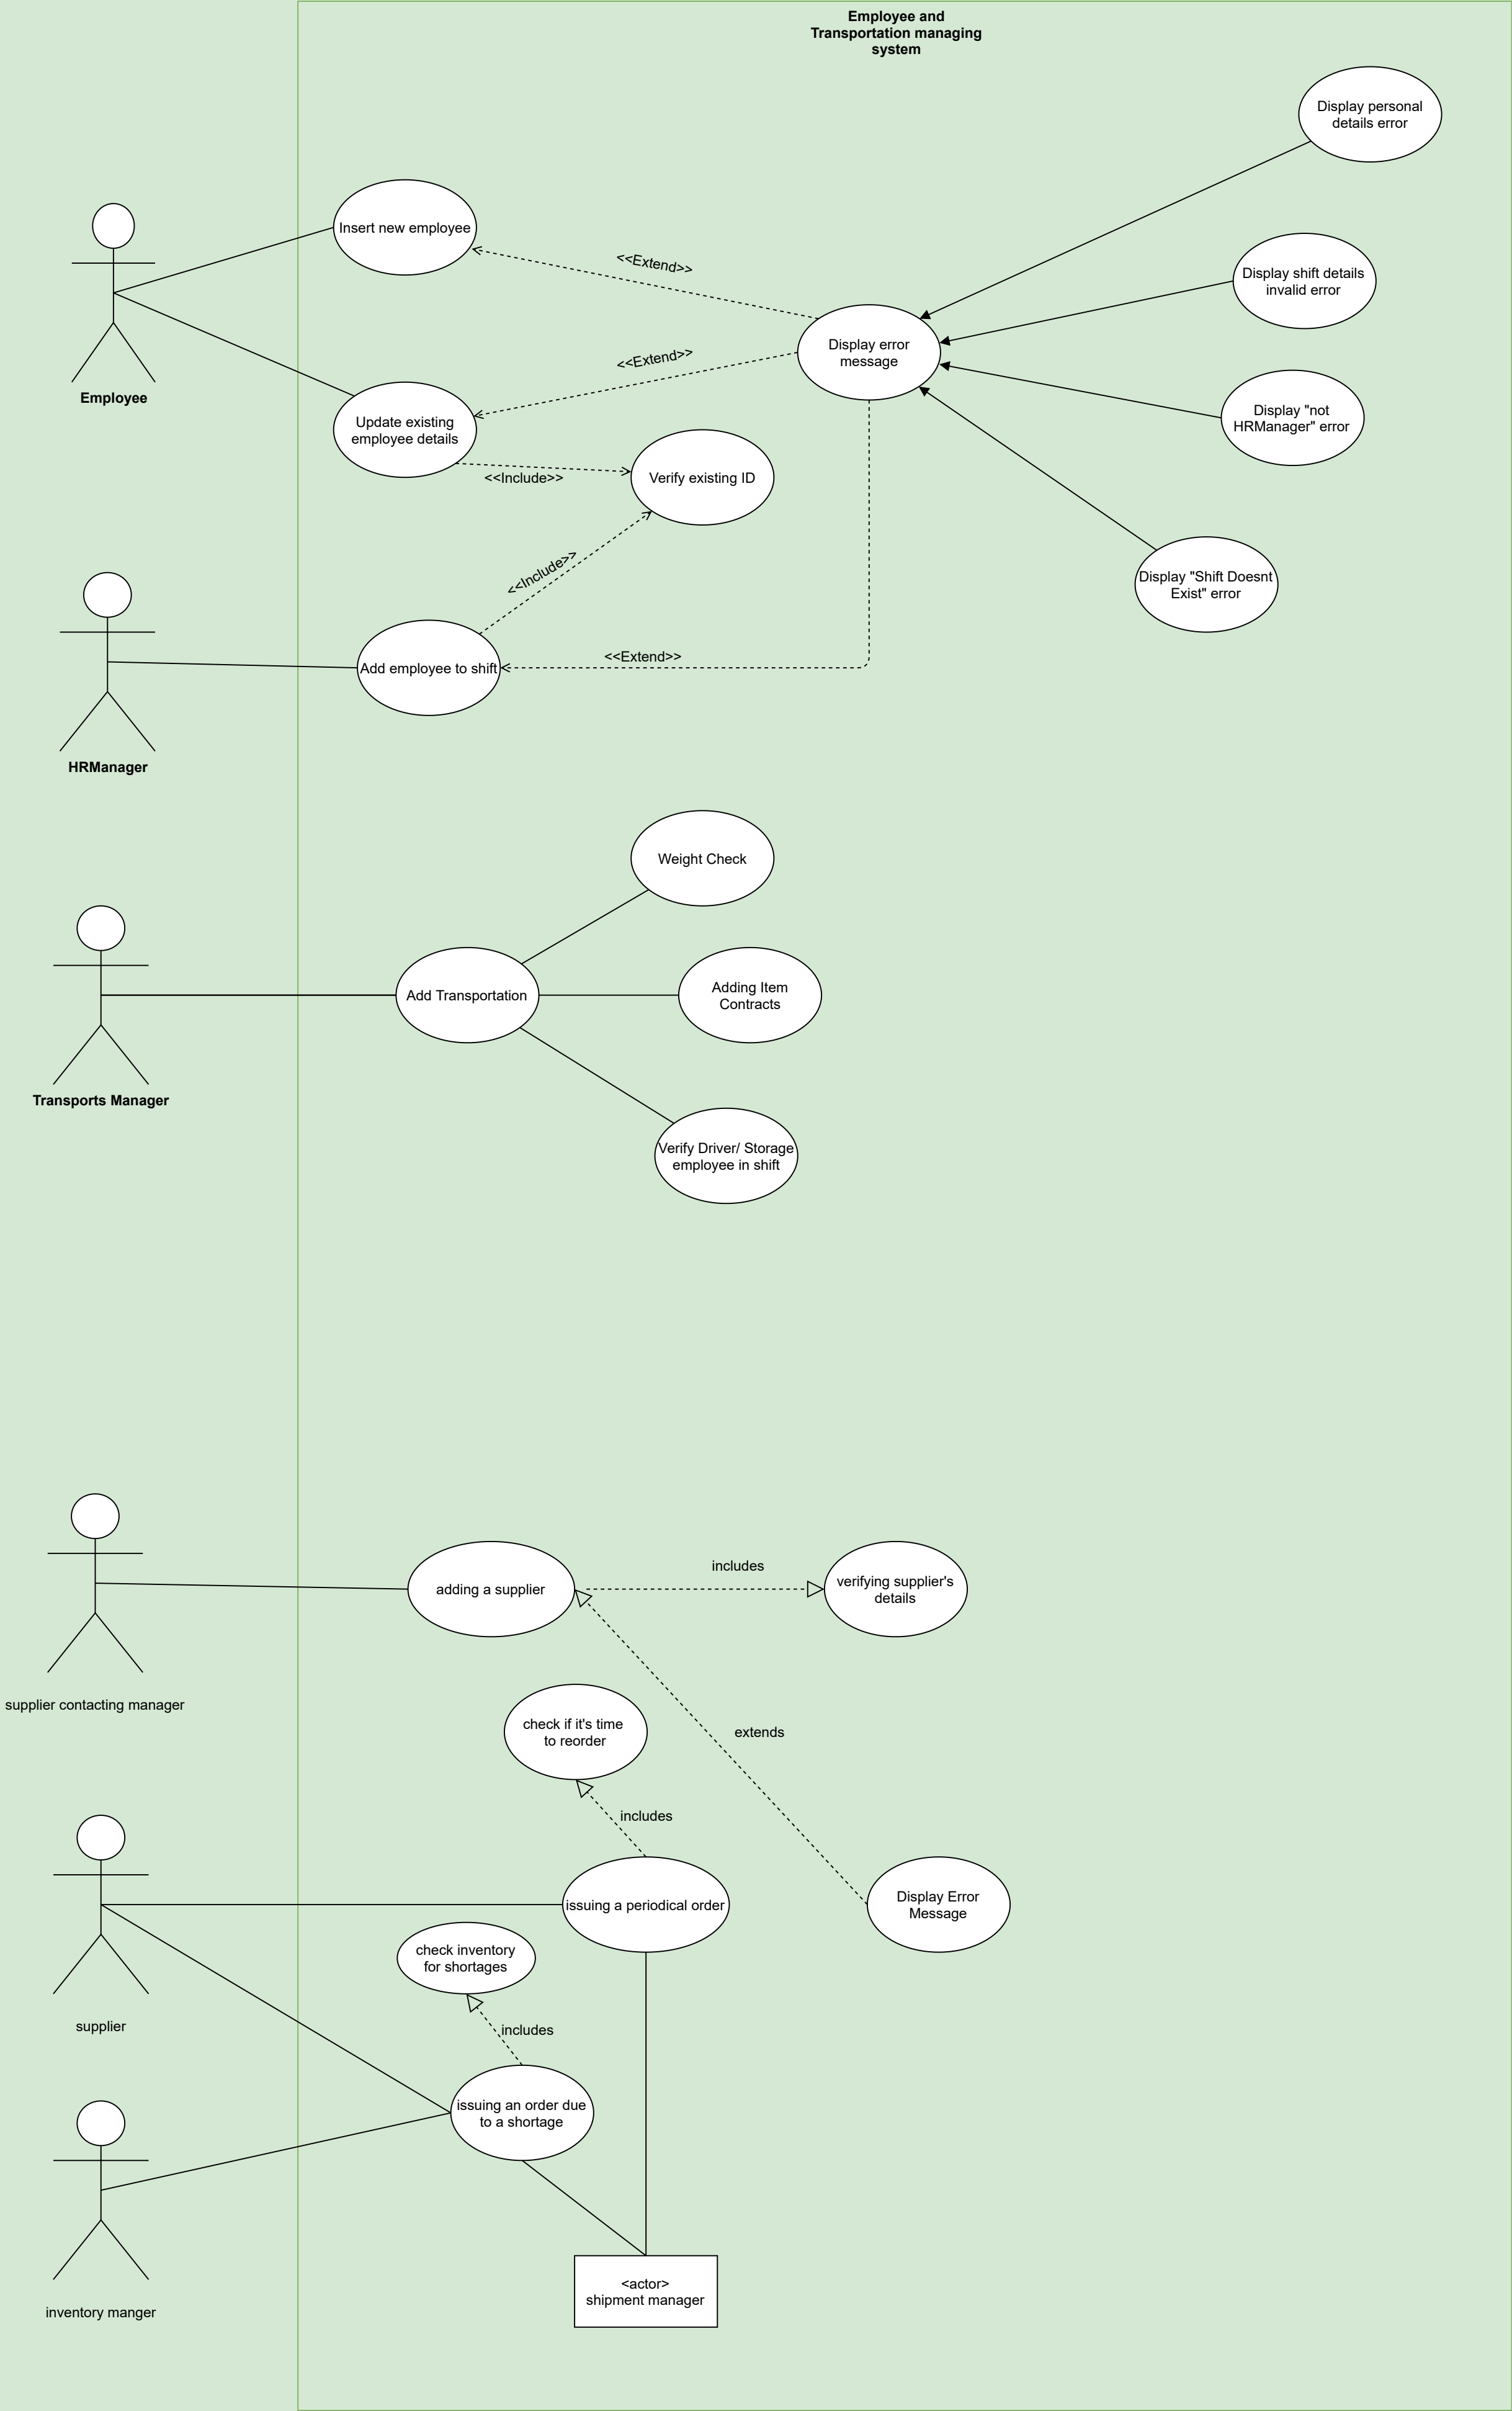 Employee and
Transportation managing
system
Display personal
details error
Insert new employee
<<Extend>>
Display shift details
invalid error
Display error
message
<<Extend>>
Employee
Update existing
employee details
Display "not
HRManager" error
<<Include>>
Verify existing ID
<<Include>>
Display "Shift Doesnt
Exist" error
<<Extend>>
Add employee to shift
HRManager
Weight Check
Add Transportation
Adding Item
Contracts
Transports Manager
Verify Driver/ Storage
employee in shift
includes
adding a supplier
verifying supplier's
details
supplier contacting manager
check if it's time
to reorder
extends
includes
issuing a periodical order
Display Error
Message
check inventory
for shortages
supplier
includes
issuing an order due
to a shortage
<actor>
shipment manager
inventory manger